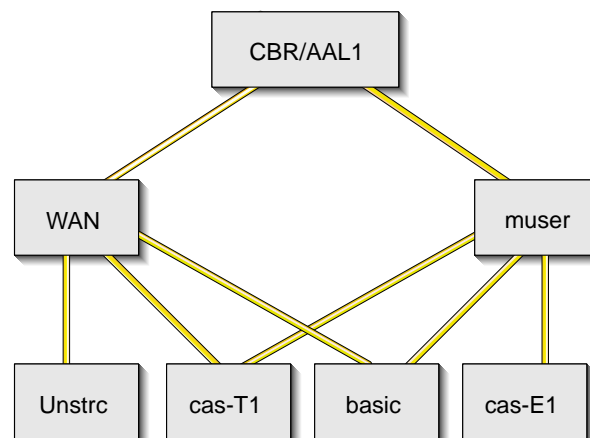 CBR/AAL1
WAN
muser
Unstrc
cas-T1
basic
cas-E1